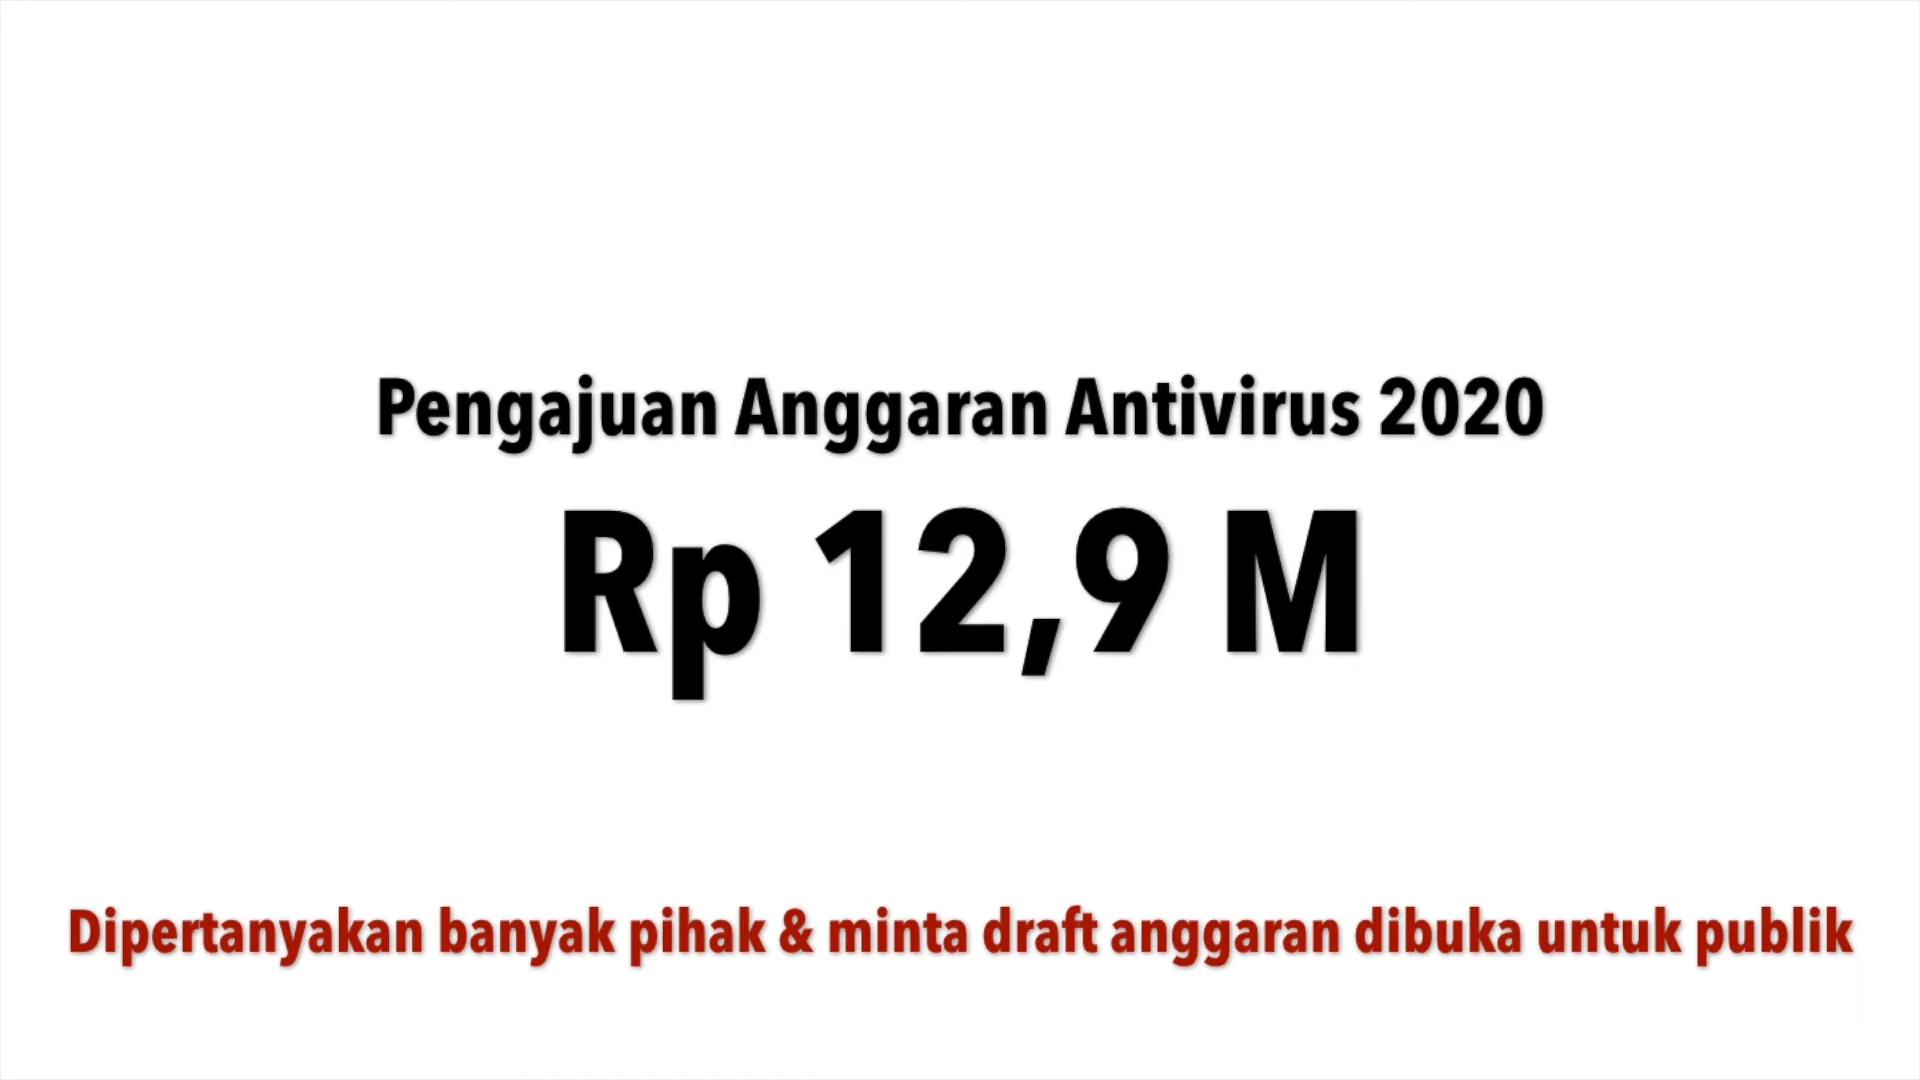 Pengajuan Anggaran Antivirus 2020
Rp 12,9 M
Dipertanyakan banyak pihak & minta draft anggaran dibuka untuk publik